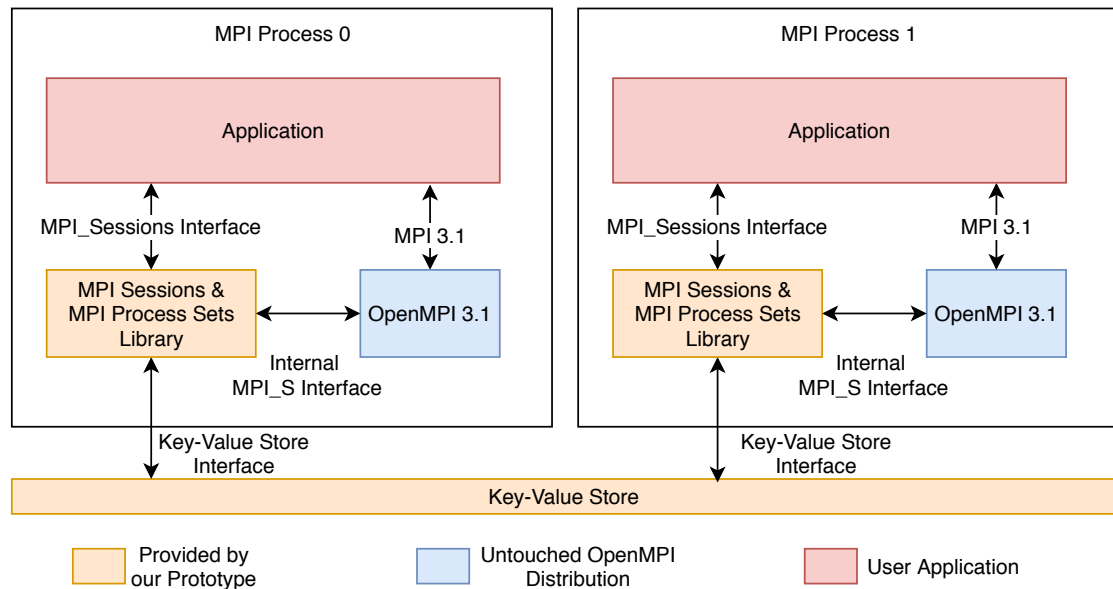 MPI Process 0
Application
MPI_Sessions Interface
MPI 3.1
MPI Sessions &
MPI Process Sets
Library
OpenMPI 3.1
Internal
MPI_S Interface
Key-Value Store
Interface
MPI Process 1
Application
MPI_Sessions Interface
MPI 3.1
MPI Sessions &
MPI Process Sets
Library
OpenMPI 3.1
Internal
MPI_S Interface
Key-Value Store
Interface
Key-Value Store
Provided by
our Prototype
Untouched OpenMPI
Distribution
User Application